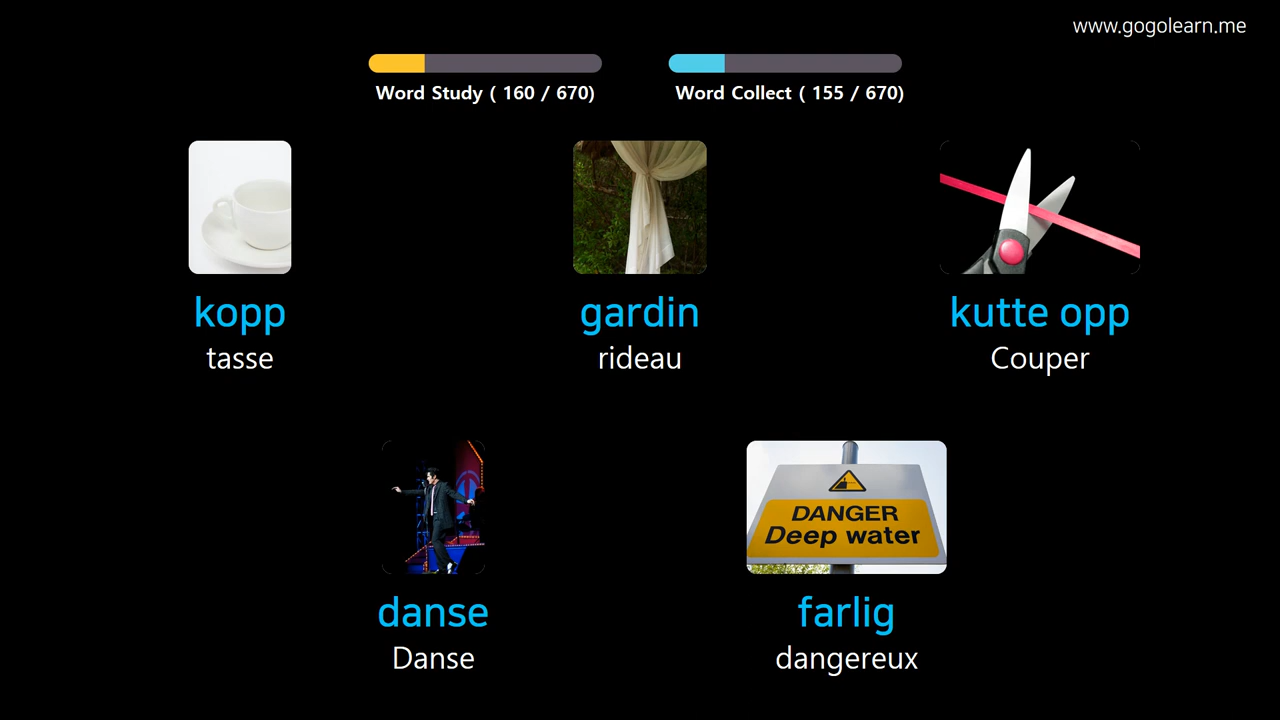 www.gogolearn.me
Word Study ( 160 / 670)
Word Collect ( 155 / 670)
kopp
tasse
gardin
rideau
kutte opp
Couper
DANGER
Deep water
danse
Danse
farlig
dangereux